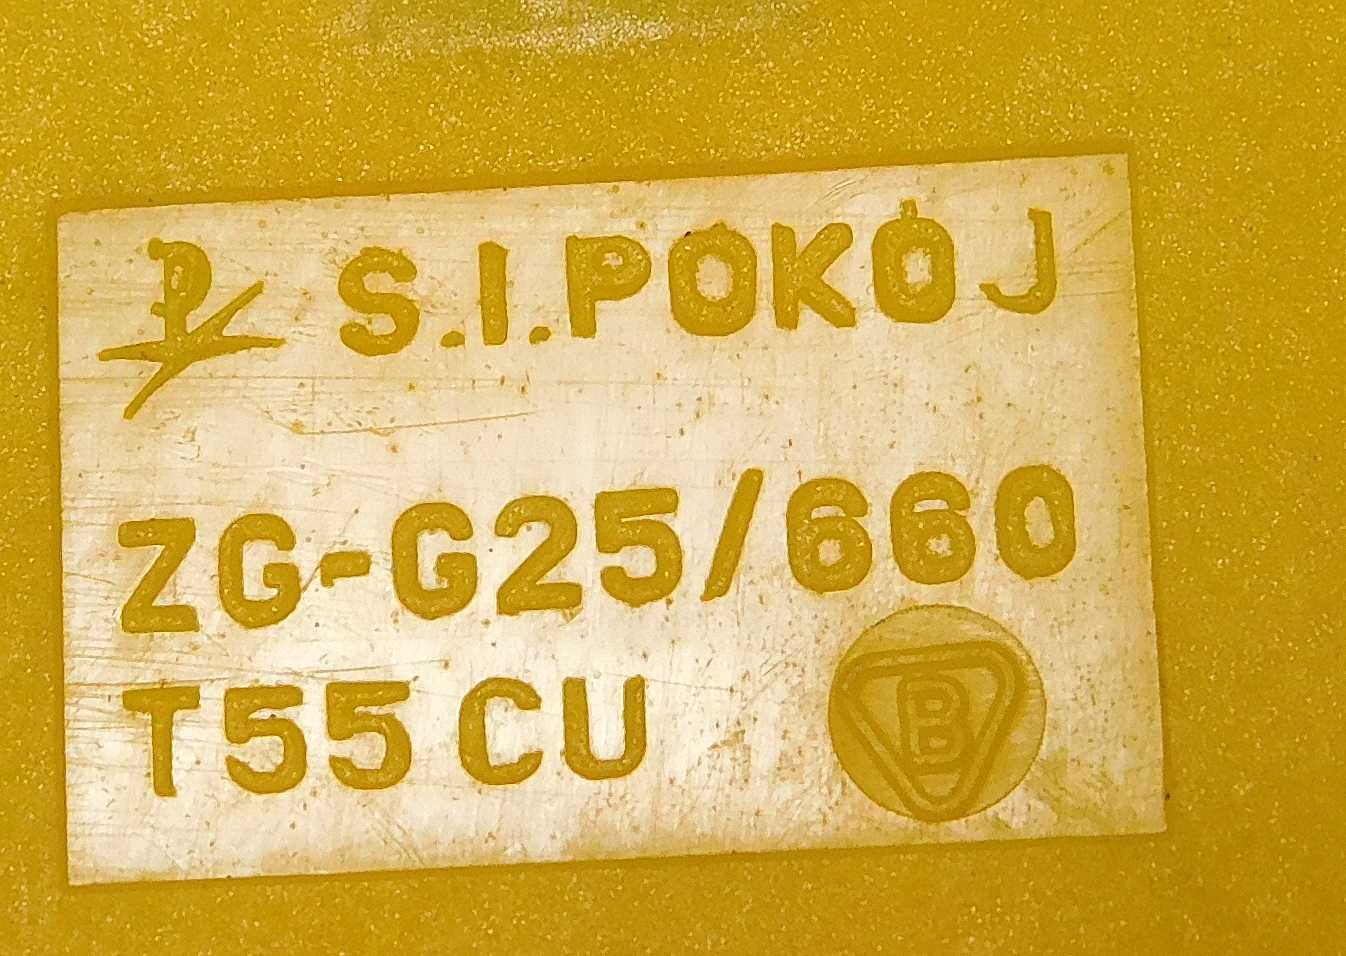 P S.I.POKÓJ
ZG-G25/660
T55 CU
B